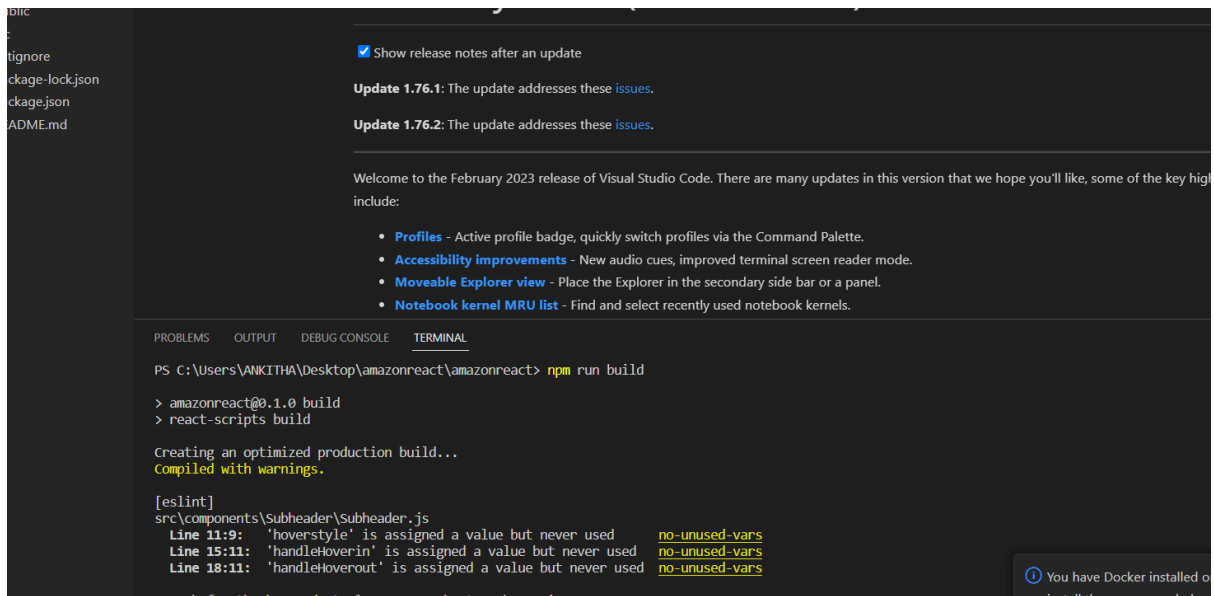 tignore
ckage-lock.json
ckage.json
ADME.md
Show release notes after an update
Update 1.76.1: The update addresses these issues.
Update 1.76.2: The update addresses these issues.
Welcome to the February 2023 release of Visual Studio Code. There are many updates in this version that we hope you'll like, some of the key hig
include:
• Profiles - Active profile badge, quickly switch profiles via the Command Palette.
• Accessibility improvements - New audio cues, improved terminal screen reader mode.
• Moveable Explorer view - Place the Explorer in the secondary side bar or a panel.
• Notebook kernel MRU list - Find and select recently used notebook kernels.
PROBLEMS OUTPUT DEBUG CONSOLE TERMINAL
PS C:\Users\ANKITHA\Desktop\amazonreact\amazonreact> npm run build
> amazonreact@0.1.0 build
> react-scripts build
Creating an optimized production build...
Compiled with warnings.
[eslint]
src\components\Subheader\Subheader.js
Line 11:9: 'hoverstyle' is assigned a value but never used no-unused-vars
Line 15:11: 'handleHoverin' is assigned a value but never used no-unused-vars
Line 18:11: 'handleHoverout' is assigned a value but never used no-unused-vars
You have Docker installed o